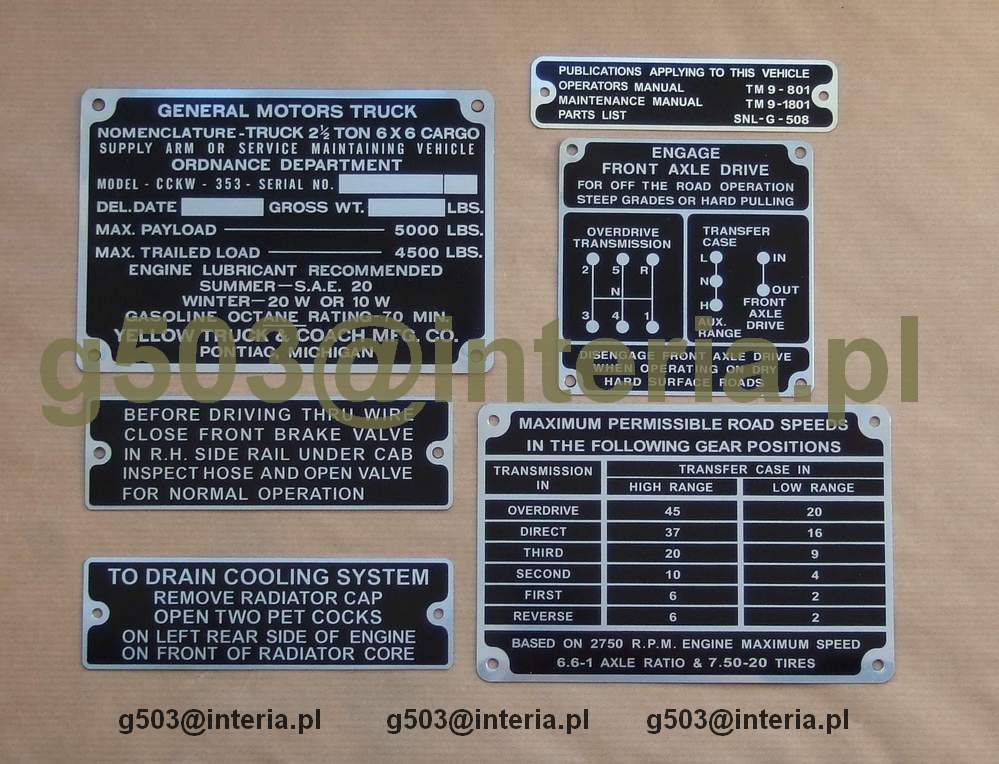 GENERAL MOTORS TRUCK
NOMENCLATURE-TRUCK 2½ TON 6X6 CARGO
SUPPLY ARM OR SERVICE MAINTAINING VEHICLE
ORDNANCE DEPARTMENT
MODEL - CCKW - 353 - SERIAL NO.
DEL.DATE GROSS WT. LBS.
MAX. PAYLOAD 5000 LBS.
MAX. TRAILED LOAD 4500 LBS.
ENGINE LUBRICANT RECOMMENDED
SUMMER—S.A.E. 20
WINTER—20 W OR 10 W
GASOLINE OCTANE RATING-70 MIN.
YELLOW TRUCK & COACH MFG. CO.
PONTIAC, MICHIGAN
PUBLICATIONS APPLYING TO THIS VEHICLE
OPERATORS MANUAL TM 9-801
MAINTENANCE MANUAL TM 9-1801
PARTS LIST SNL-G-508
ENGAGE
FRONT AXLE DRIVE
FOR OFF THE ROAD OPERATION
STEEP GRADES OR HARD PULLING
OVERDRIVE
TRANSMISSION
2 5 R
N
3 4 1
TRANSFER
CASE
L IN
N
OUT
H
FRONT
AXLE
DRIVE
AUX.
RANGE
DISENGAGE FRONT AXLE DRIVE
WHEN OPERATING ON DRY
HARD SURFACE ROADS
g503@interia.pl
BEFORE DRIVING THRU WIRE
CLOSE FRONT BRAKE VALVE
IN R.H. SIDE RAIL UNDER CAB
INSPECT HOSE AND OPEN VALVE
FOR NORMAL OPERATION
MAXIMUM PERMISSIBLE ROAD SPEEDS
IN THE FOLLOWING GEAR POSITIONS
TRANSMISSION
IN
TRANSFER CASE IN
HIGH RANGE LOW RANGE
OVERDRIVE 45 20
DIRECT 37 16
THIRD 20 9
SECOND 10 4
FIRST 6 2
REVERSE 6 2
BASED ON 2750 R.P.M. ENGINE MAXIMUM SPEED
6.6-1 AXLE RATIO & 7.50-20 TIRES
TO DRAIN COOLING SYSTEM
REMOVE RADIATOR CAP
OPEN TWO PET COCKS
ON LEFT REAR SIDE OF ENGINE
ON FRONT OF RADIATOR CORE
g503@interia.pl g503@interia.pl g503@interia.pl